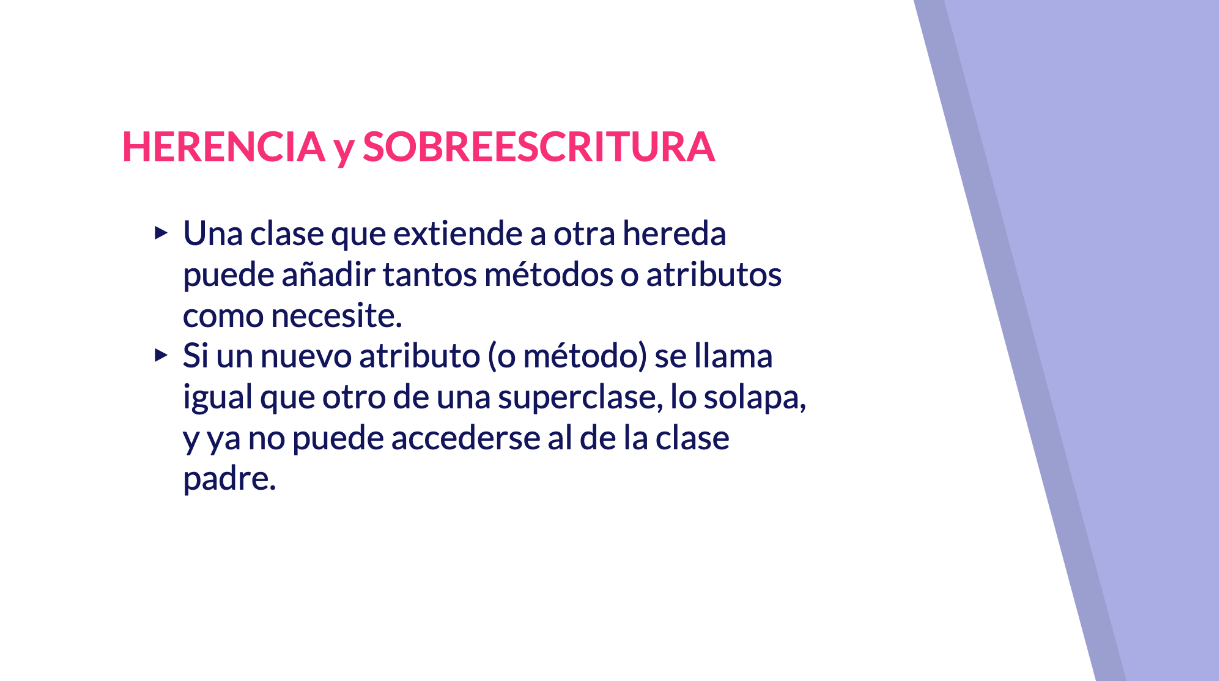 HERENCIA y SOBREESCRITURA
▸ Una clase que extiende a otra hereda
puede añadir tantos métodos o atributos
como necesite.
▸ Si un nuevo atributo (o método) se llama
igual que otro de una superclase, lo solapa,
y ya no puede accederse al de la clase
padre.